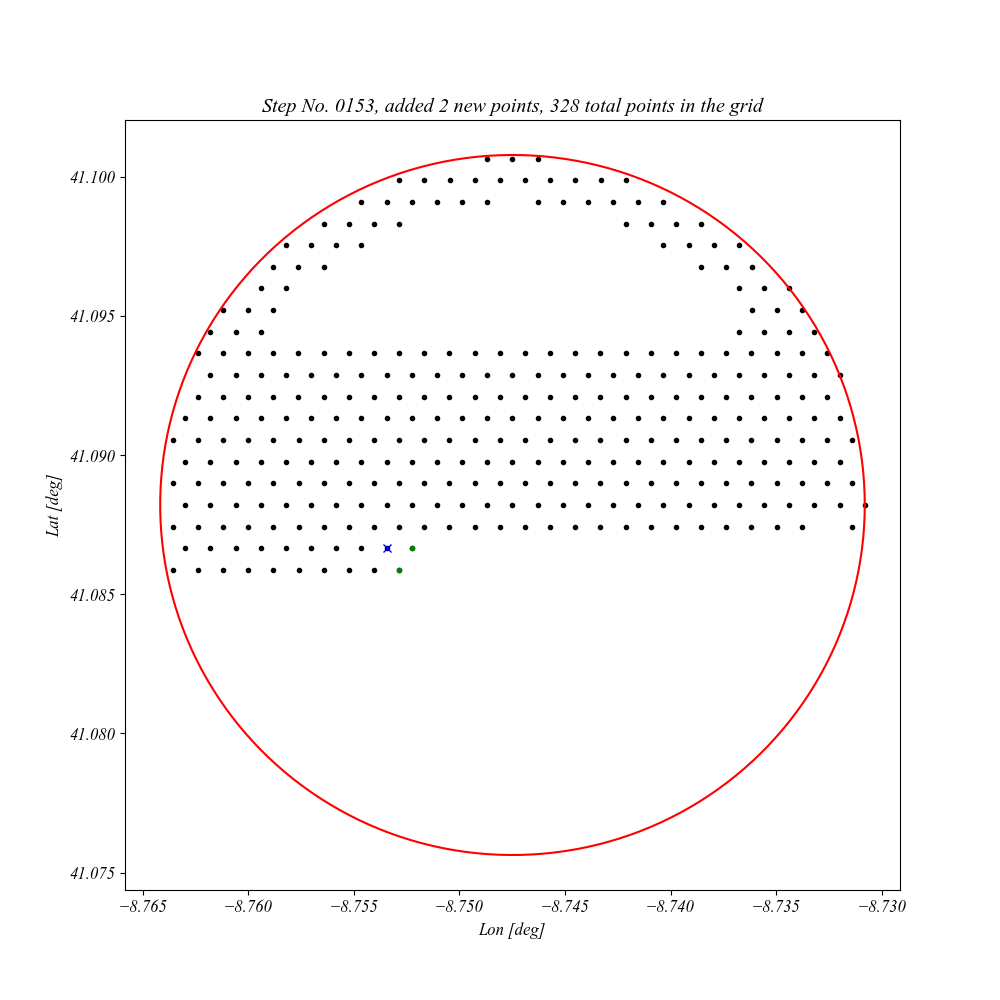 Step No. 0153, added 2 new points, 328 total points in the grid
41.100
41.095
41.090
41.085
41.080
41.075
Lat [deg]
−8.765 −8.760 −8.755 −8.750 −8.745 −8.740 −8.735 −8.730
Lon [deg]